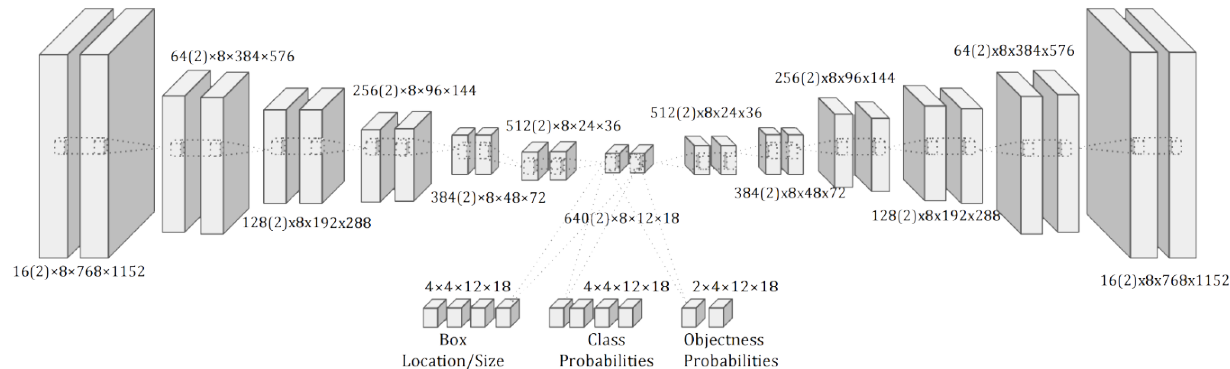 64(2)×8×384×576
64(2)x8x384x576
256(2)×8×96×144
256(2)x8x96x144
512(2)×8×24×36
512(2)x8x24x36
384(2)×8×48×72
384(2)x8x48x72
128(2)x8x192x288
640(2)×8×12×18
128(2)x8x192x288
16(2)×8×768×1152
16(2)x8x768x1152
4×4×12×18
4×4×12×18
2×4×12×18
Box
Location/Size
Class
Probabilities
Objectness
Probabilities